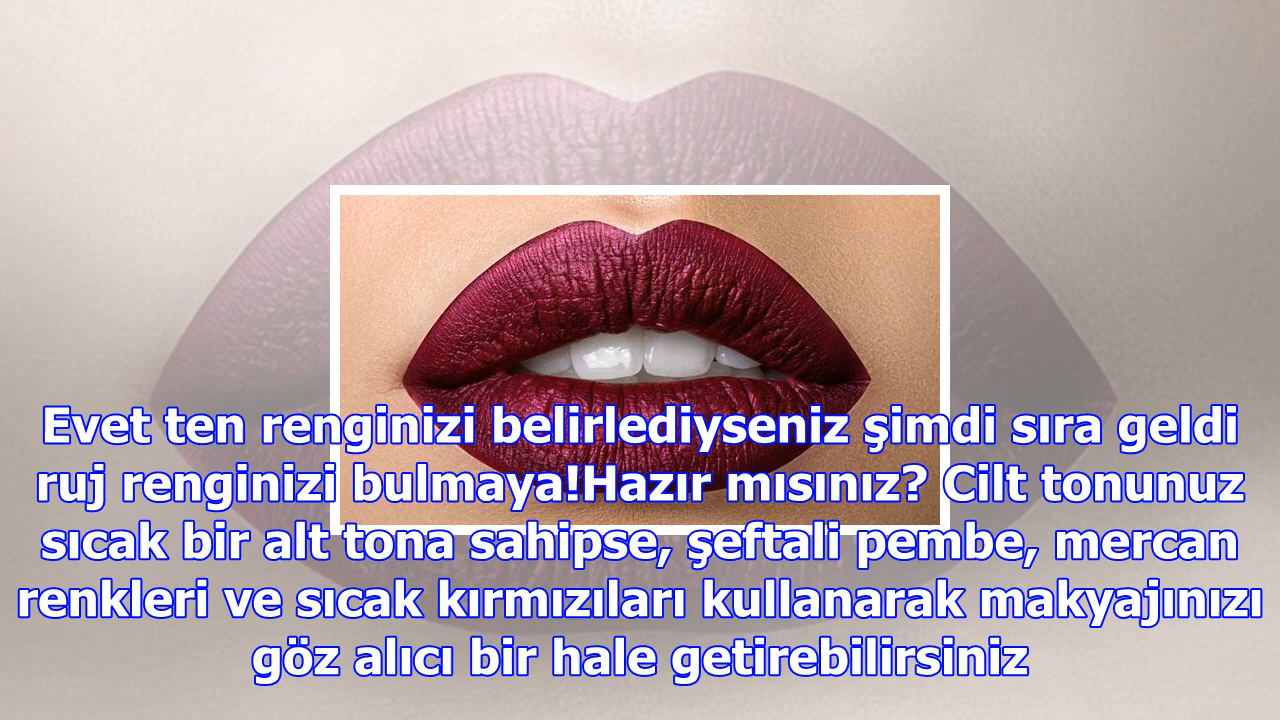 Evet ten renginizi belirlediyseniz şimdi sıra geldi
ruj renginizi bulmaya!Hazır mısınız? Cilt tonunuz
sıcak bir alt tona sahipse, şeftali pembe, mercan
renkleri ve sıcak kırmızıları kullanarak makyajınızı
göz alıcı bir hale getirebilirsiniz